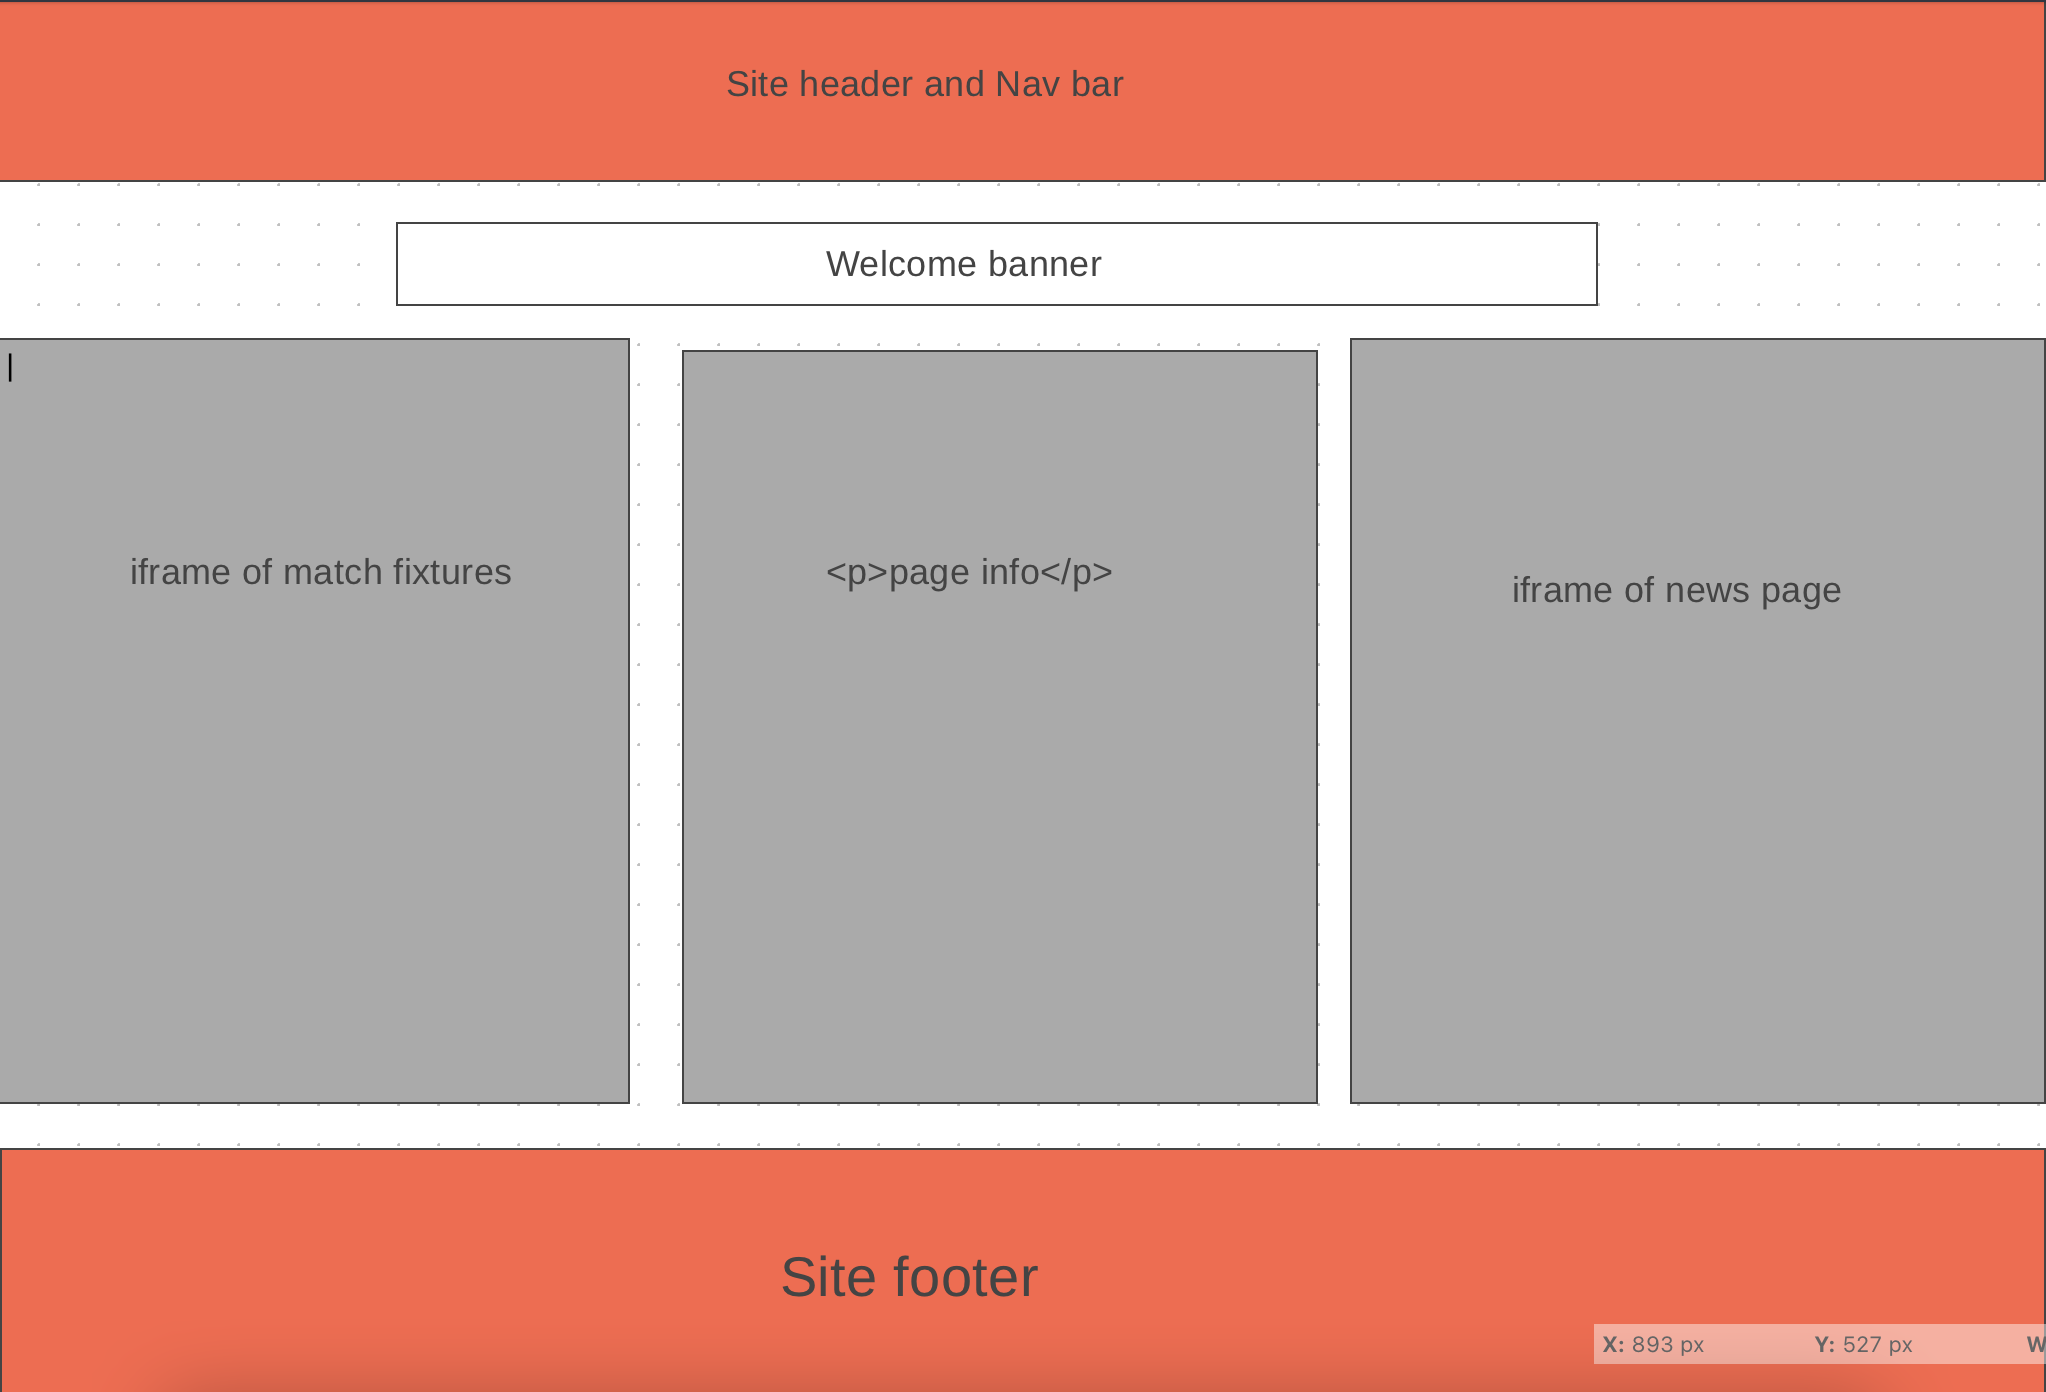 Site header and Nav bar
Welcome banner
iframe of match fixtures
<p>page info</p>
iframe of news page
Site footer
X: 893 px Y: 527 px W